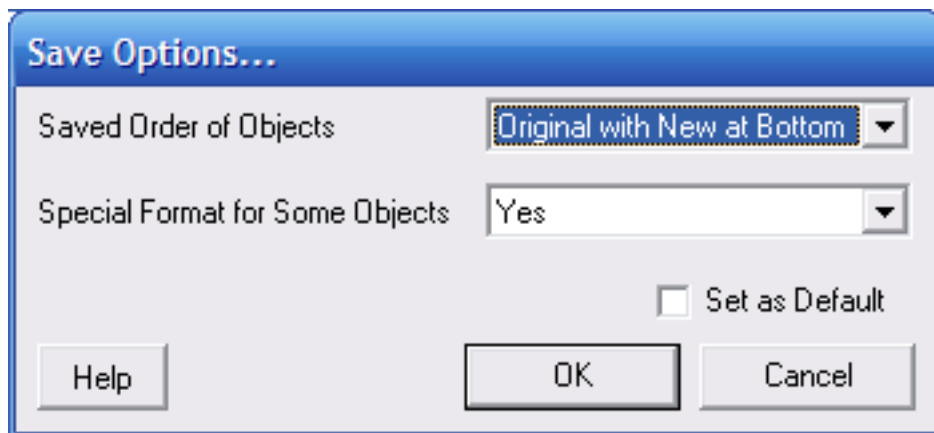 Save Options...
Saved Order of Objects Original with New at Bottom
Special Format for Some Objects Yes
Set as Default
Help OK Cancel